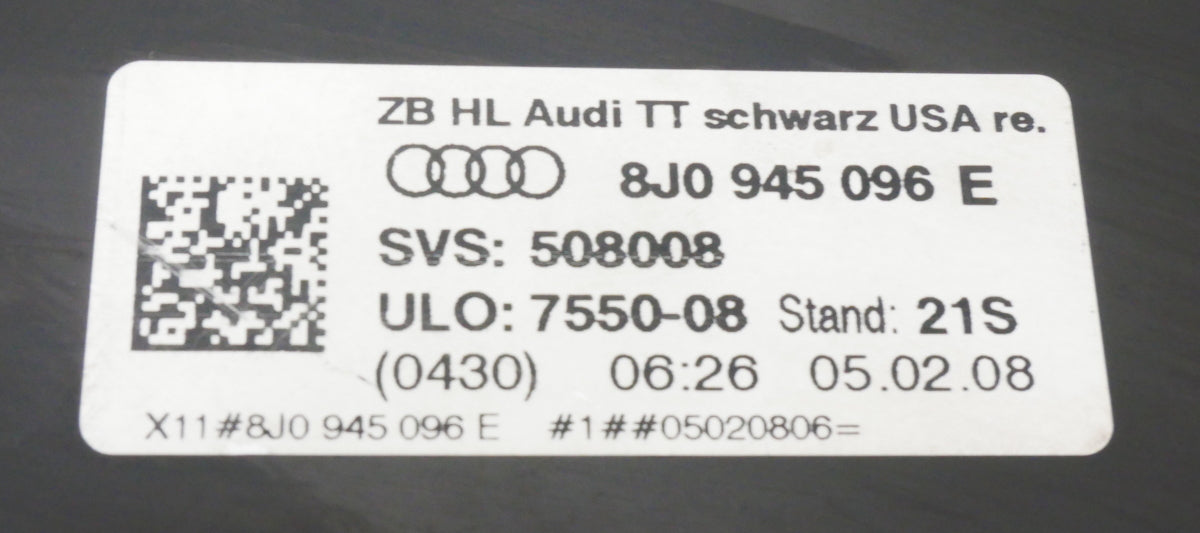 ZB HL Audi TT schwarz USA re.
8J0 945 096 E
SVS: 508008
ULO: 7550-08 Stand: 21S
(0430) 06:26 05.02.08
X11#8J0 945 096 E #1##05020806=